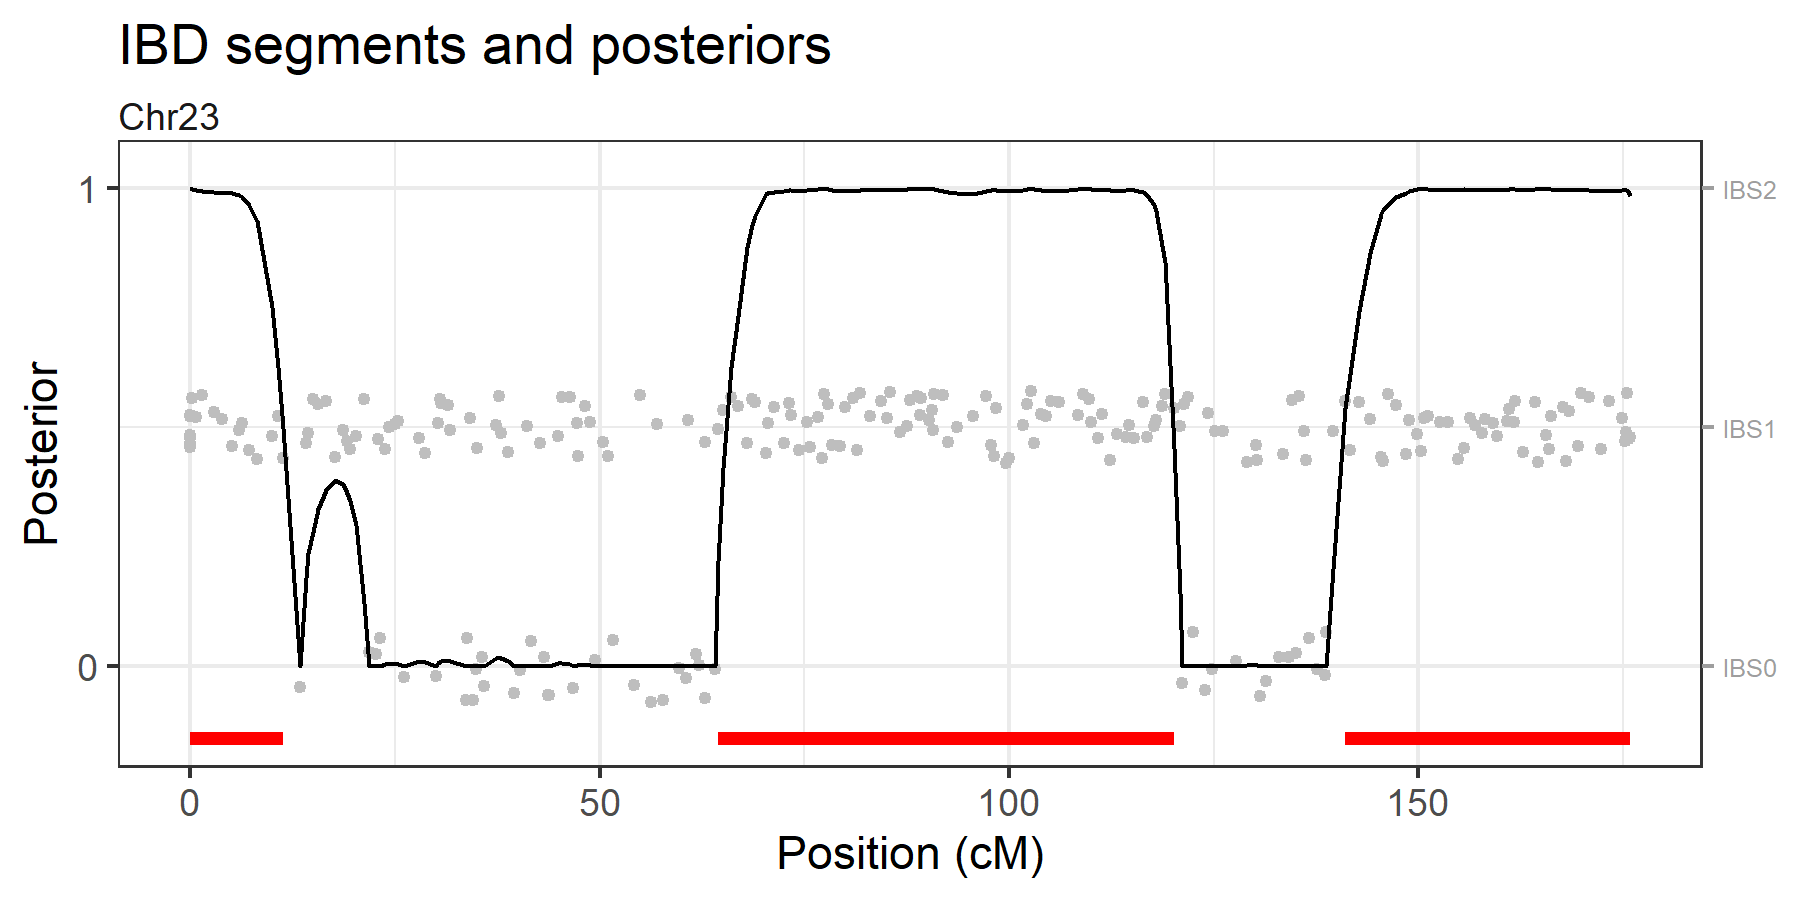 IBD segments and posteriors
Chr23
1
IBS2
Posterior
IBS1
0
IBS0
0 50 100 150
Position (cM)